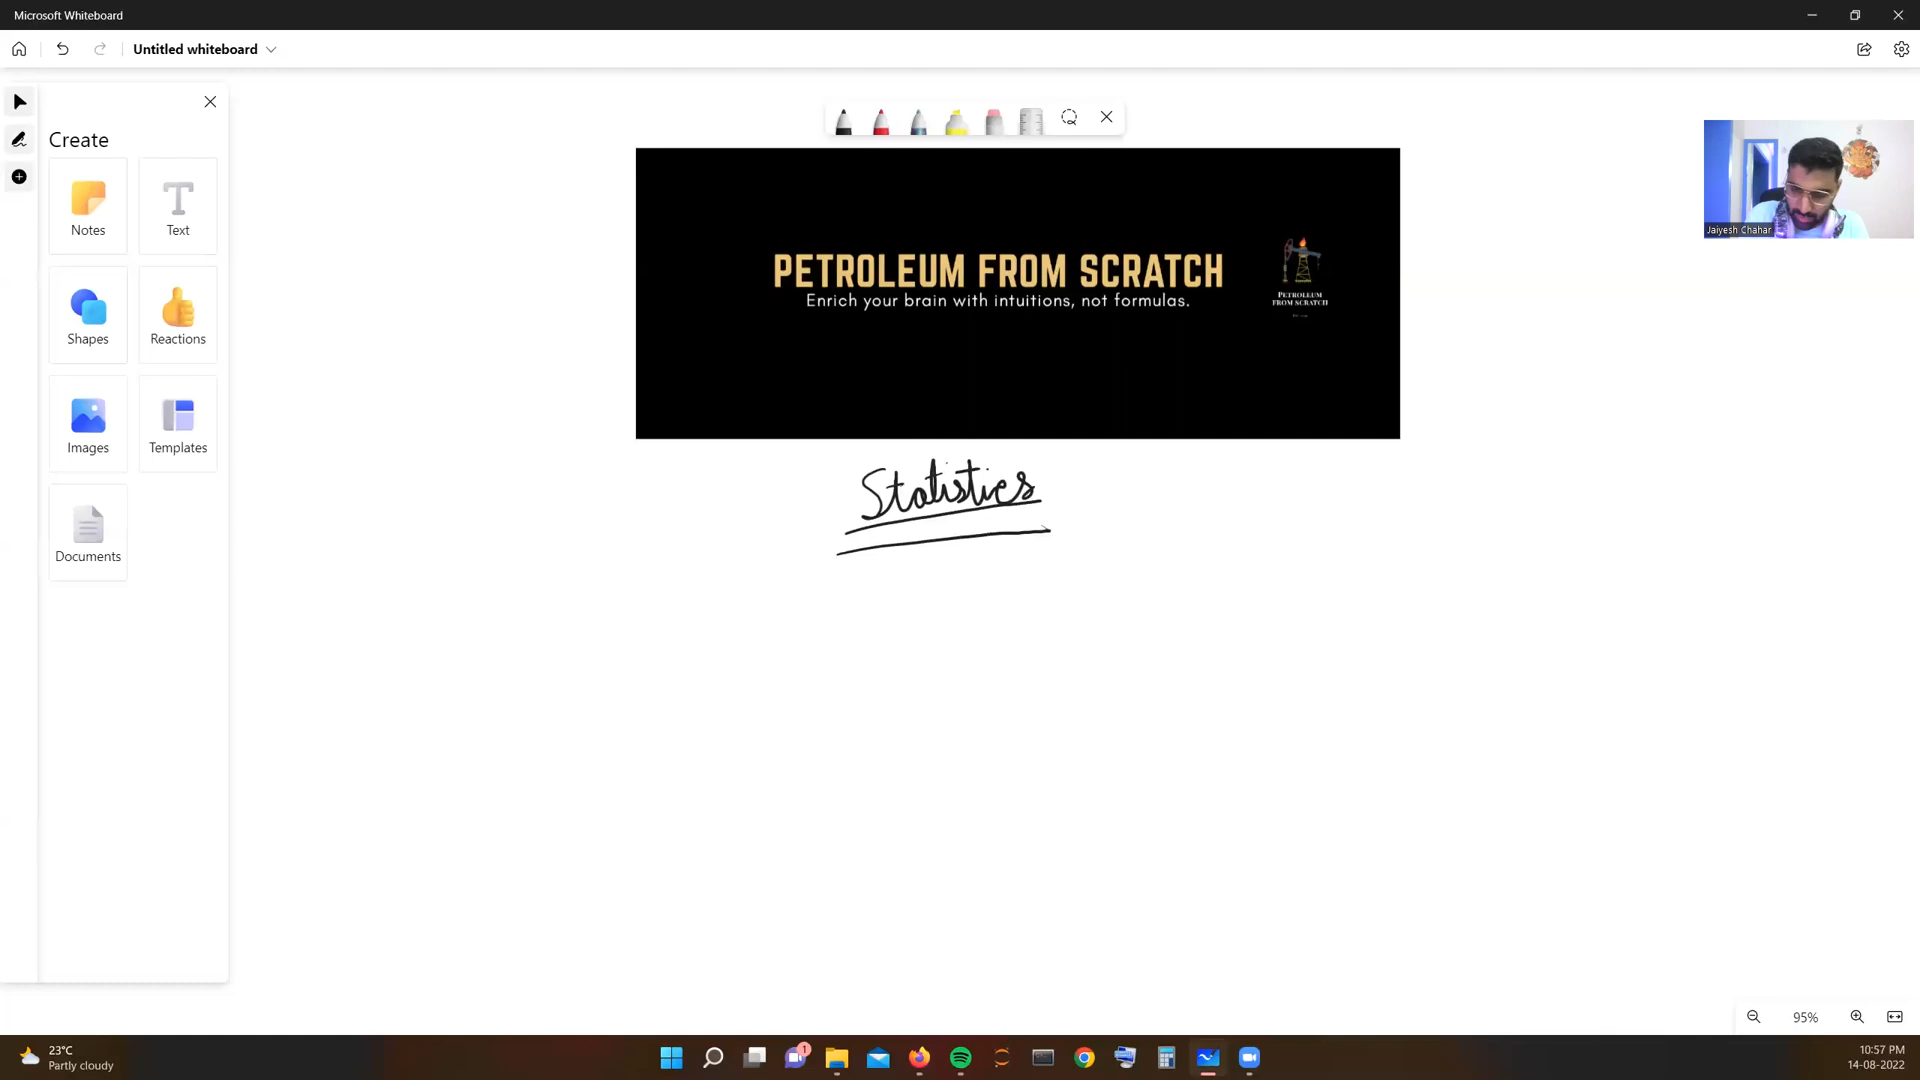 Microsoft Whiteboard
Untitled whiteboard
Create
Notes
Text
Shapes
Reactions
Images
Templates
Documents
PETROLEUM FROM SCRATCH
Enrich your brain with intuitions, not formulas.
PETROLEUM
FROM SCRATCH
Statistics
Jaiyesh Chahar
95%
23°C
Partly cloudy
1
10:57 PM
14-08-2022